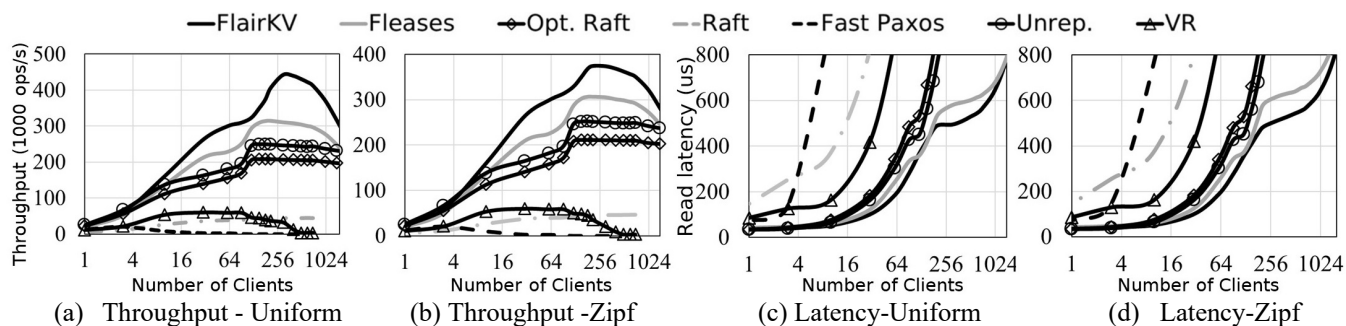 FlairKV Fleases Opt. Raft Raft Fast Paxos Unrep. VR
Throughput (1000 ops/s)
500
400
300
200
100
0
1 4 16 64 256 1024
Number of Clients
(a) Throughput - Uniform
400
300
200
100
0
1 4 16 64 256 1024
Number of Clients
(b) Throughput -Zipf
Read latency (us)
800
600
400
200
0
1 4 16 64 256 1024
Number of Clients
(c) Latency-Uniform
800
600
400
200
0
1 4 16 64 256 1024
Number of Clients
(d) Latency-Zipf